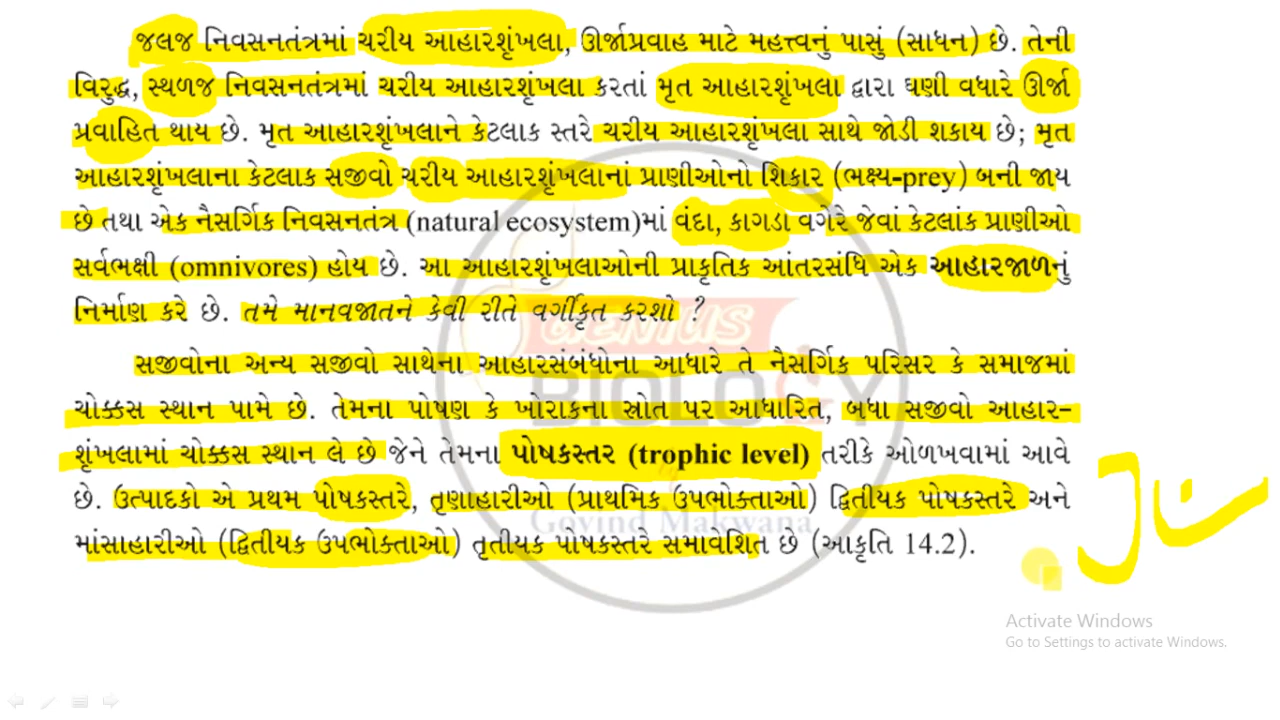 જલજ નિવસનતંત્રમાં ચરીય આહારશૃંખલા, ઊર્જાપ્રવાહ માટે મહત્ત્વનું પાસું (સાધન) છે. તેની
વિરુદ્ધ, સ્થળજ નિવસનતંત્રમાં ચરીય આહારશૃંખલા કરતાં મૃત આહારશૃંખલા દ્વારા ઘણી વધારે ઊર્જા
પ્રવાહિત થાય છે. મૃત આહારશૃંખલાને કેટલાક સ્તરે ચરીય આહારશૃંખલા સાથે જોડી શકાય છે; મૃત
આહારશૃંખલાના કેટલાક સજીવો ચરીય આહારશૃંખલાનાં પ્રાણીઓનો શિકાર (ભક્ષ્ય-prey) બની જાય
છે તથા એક નૈસર્ગિક નિવસનતંત્ર (natural ecosystem)માં વંદા, કાગડા વગેરે જેવાં કેટલાંક પ્રાણીઓ
સર્વભક્ષી (omnivores) હોય છે. આ આહારશૃંખલાઓની પ્રાકૃતિક આંતરસંધિ એક આહારજાળનું
નિર્માણ કરે છે. તમે માનવજાતને કેવી રીતે વર્ગીકૃત કરશો ?
સજીવોના અન્ય સજીવો સાથેના આહારસંબંધોના આધારે તે નૈસર્ગિક પરિસર કે સમાજમાં
ચોક્કસ સ્થાન પામે છે. તેમના પોષણ કે ખોરાકના સ્રોત પર આધારિત, બધા સજીવો આહાર-
શૃંખલામાં ચોક્કસ સ્થાન લે છે જેને તેમના પોષકસ્તર (trophic level) તરીકે ઓળખવામાં આવે
છે. ઉત્પાદકો એ પ્રથમ પોષકસ્તરે, તૃણાહારીઓ (પ્રાથમિક ઉપભોક્તાઓ) દ્વિતીયક પોષકસ્તરે અને
માંસાહારીઓ (દ્વિતીયક ઉપભોક્તાઓ) તૃતીયક પોષકસ્તરે સમાવેશિત છે (આકૃતિ 14.2).
GENIUS
BIOLOGY
Govind Makwana
Activate Windows
Go to Settings to activate Windows.